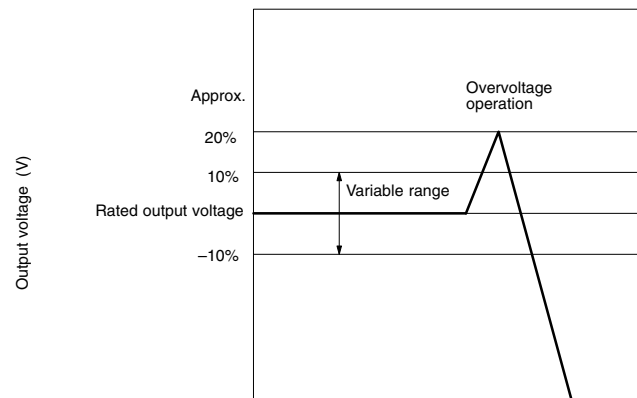 Overvoltage
operation
Approx.
20%
10%
Variable range
Rated output voltage
–10%
Output voltage (V)